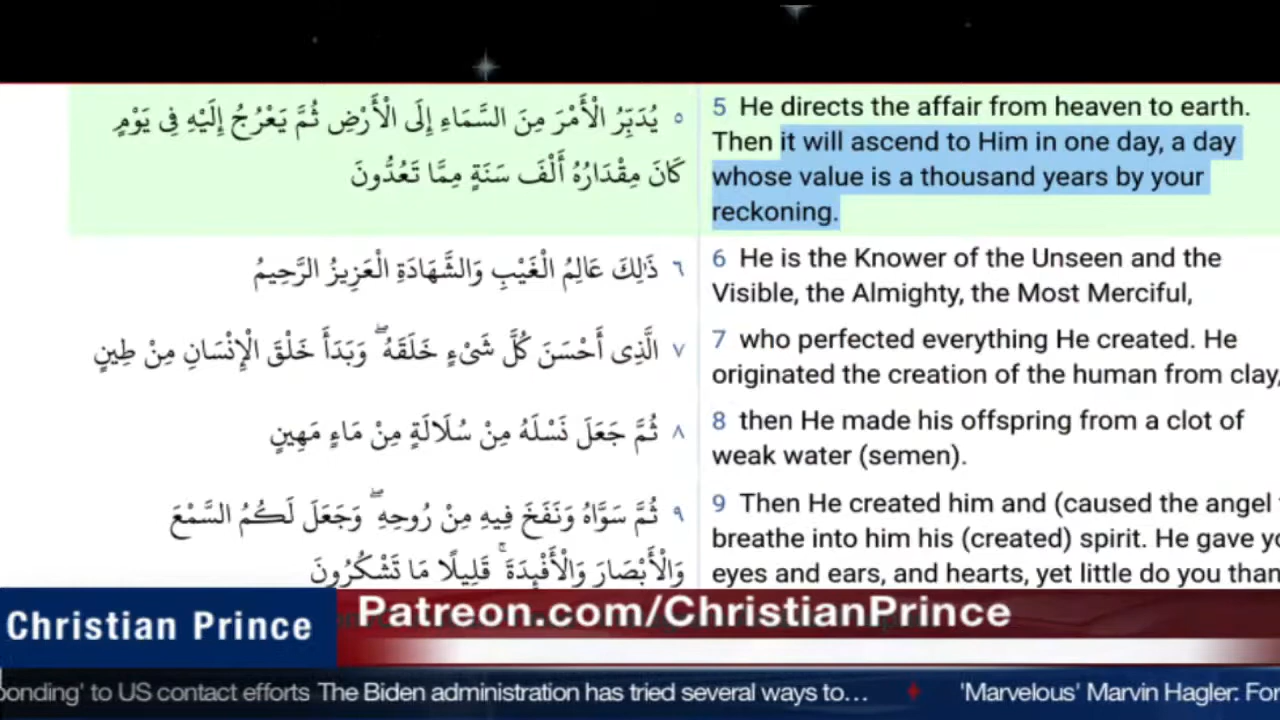 ٥ يُدَبِّرُ الْأَمْرَ مِنَ السَّمَاءِ إِلَى الْأَرْضِ ثُمَّ يَعْرُجُ إِلَيْهِ فِى يَوْمٍ
كَانَ مِقْدَارُهُ أَلْفَ سَنَةٍ مِمَّا تَعُدُّونَ
5 He directs the affair from heaven to earth.
Then it will ascend to Him in one day, a day
whose value is a thousand years by your
reckoning.
٦ ذَٰلِكَ عَالِمُ الْغَيْبِ وَالشَّهَادَةِ الْعَزِيزُ الرَّحِيمُ
6 He is the Knower of the Unseen and the
Visible, the Almighty, the Most Merciful,
٧ الَّذِى أَحْسَنَ كُلَّ شَىْءٍ خَلَقَهُ ۖ وَبَدَأَ خَلْقَ الْإِنْسَانِ مِنْ طِينٍ
7 who perfected everything He created. He
originated the creation of the human from clay,
٨ ثُمَّ جَعَلَ نَسْلَهُ مِنْ سُلَالَةٍ مِنْ مَاءٍ مَهِينٍ
8 then He made his offspring from a clot of
weak water (semen).
٩ ثُمَّ سَوَّاهُ وَنَفَخَ فِيهِ مِنْ رُوحِهِ ۖ وَجَعَلَ لَكُمُ السَّمْعَ
وَالْأَبْصَارَ وَالْأَفْئِدَةَ ۚ قَلِيلًا مَا تَشْكُرُونَ
9 Then He created him and (caused the angel
breathe into him his (created) spirit. He gave yo
eyes and ears, and hearts, yet little do you than
Christian Prince
Patreon.com/ChristianPrince
onding' to US contact efforts The Biden administration has tried several ways to… 'Marvelous' Marvin Hagler: For